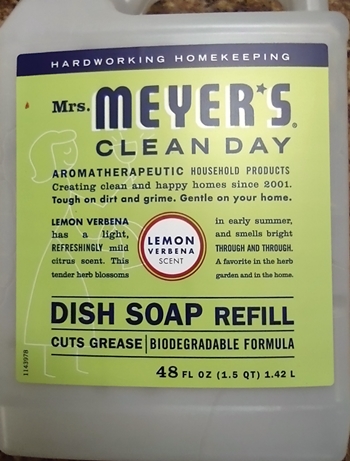 HARDWORKING HOMEKEEPING
Mrs. MEYER'S®
CLEAN DAY
AROMATHERAPEUTIC HOUSEHOLD PRODUCTS
Creating clean and happy homes since 2001.
Tough on dirt and grime. Gentle on your home.
LEMON VERBENA
has a light,
REFRESHINGLY mild
citrus scent. This
tender herb blossoms
LEMON
VERBENA
SCENT
in early summer,
and smells bright
THROUGH AND THROUGH.
A favorite in the herb
garden and in the home.
DISH SOAP REFILL
CUTS GREASE | BIODEGRADABLE FORMULA
48 FL OZ (1.5 QT) 1.42 L
1143978